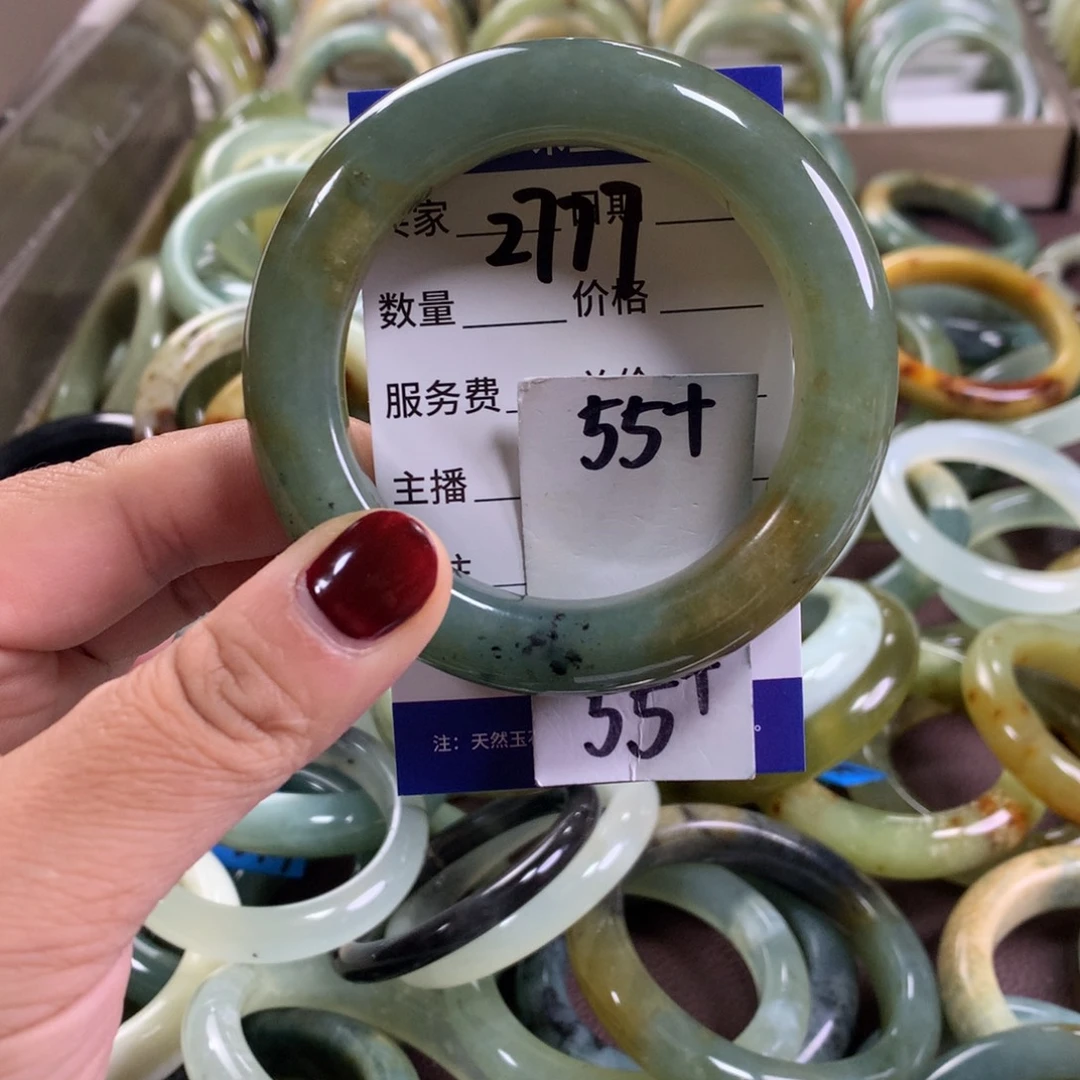 家 2777 日期
数量 价格
服务费
主播
55+
55+
注：天然玉